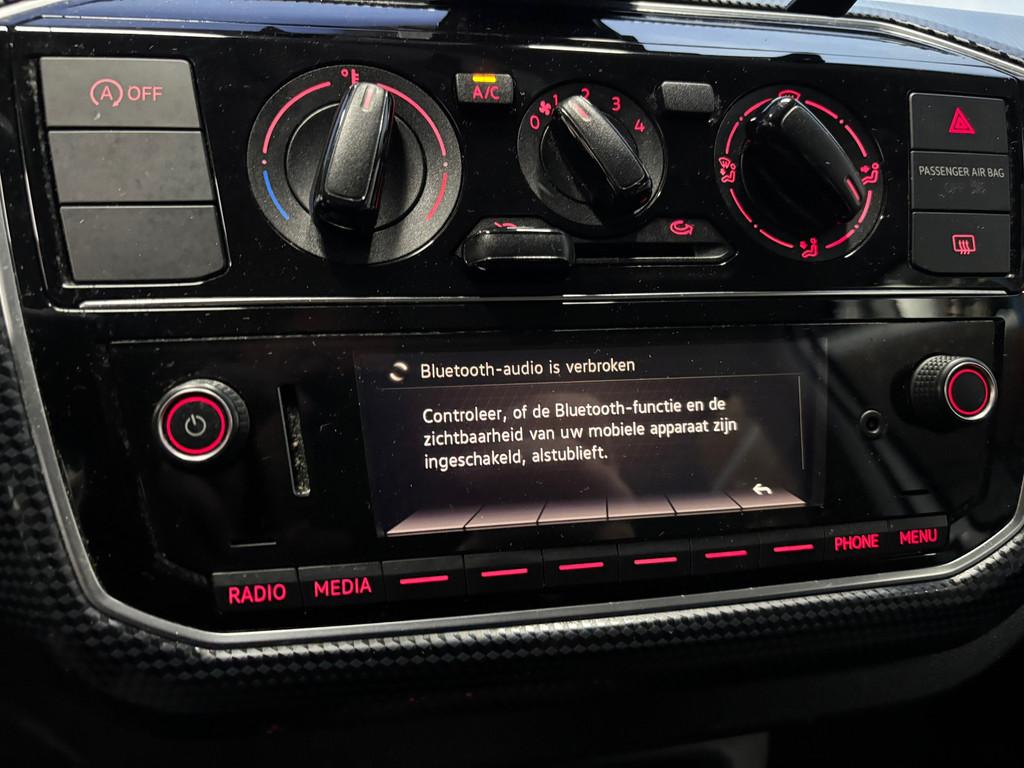 A OFF
A/C
0 1 2 3 4
PASSENGER AIR BAG
Bluetooth-audio is verbroken
Controleer, of de Bluetooth-functie en de
zichtbaarheid van uw mobiele apparaat zijn
ingeschakeld, alstublieft.
RADIO MEDIA PHONE MENU